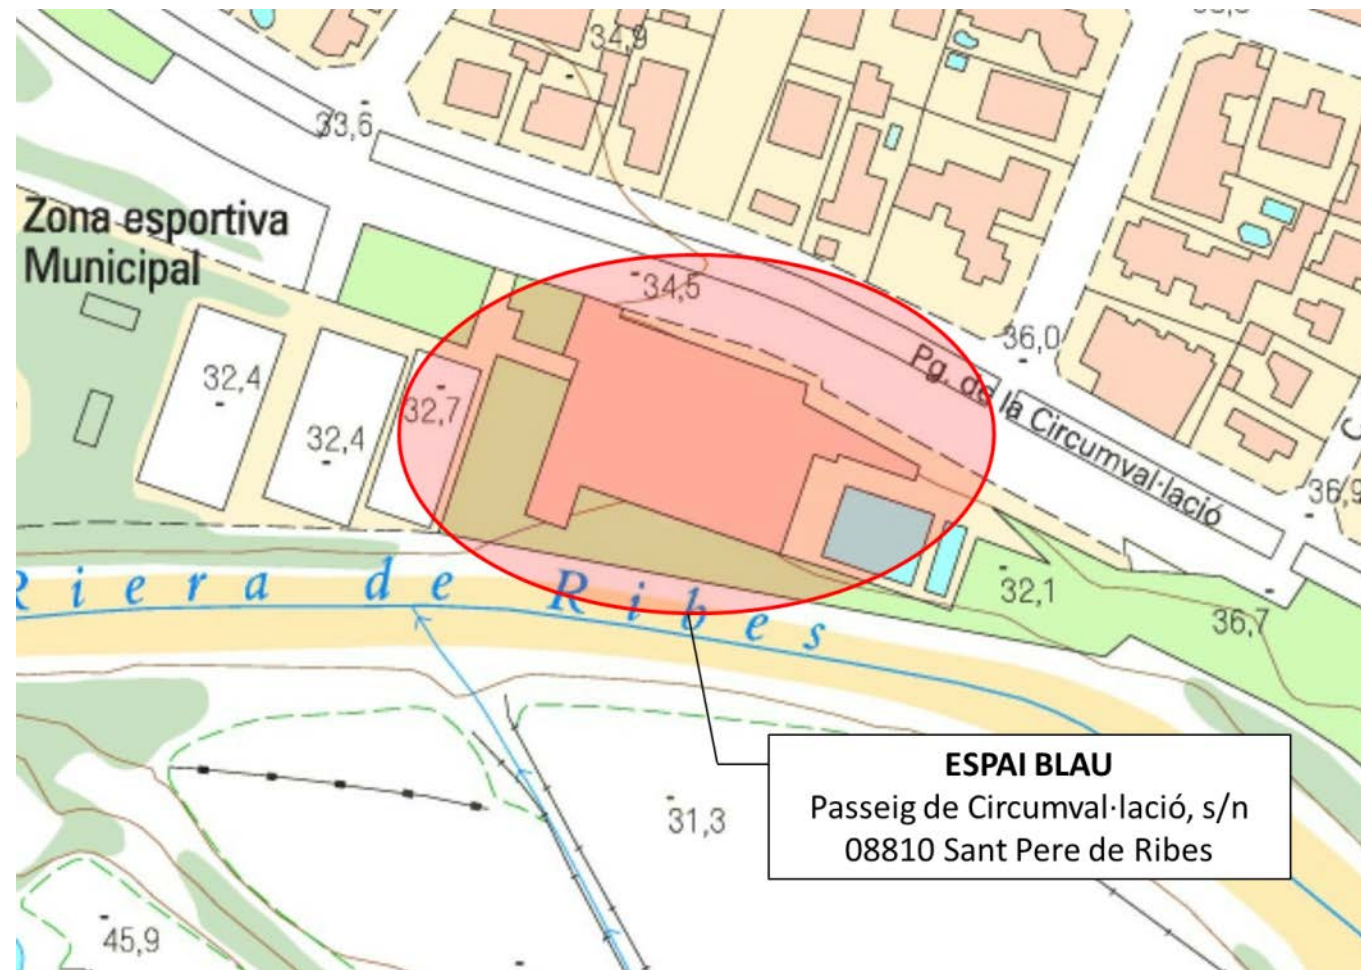 34,9
33,6
Zona esportiva
Municipal
34,5
36,0
Pg. de la Circumval·lació
32,4
32,7
32,4
36,9
Riera de Ribes
32,1
36,7
ESPAI BLAU
Passeig de Circumval·lació, s/n
08810 Sant Pere de Ribes
31,3
45,9